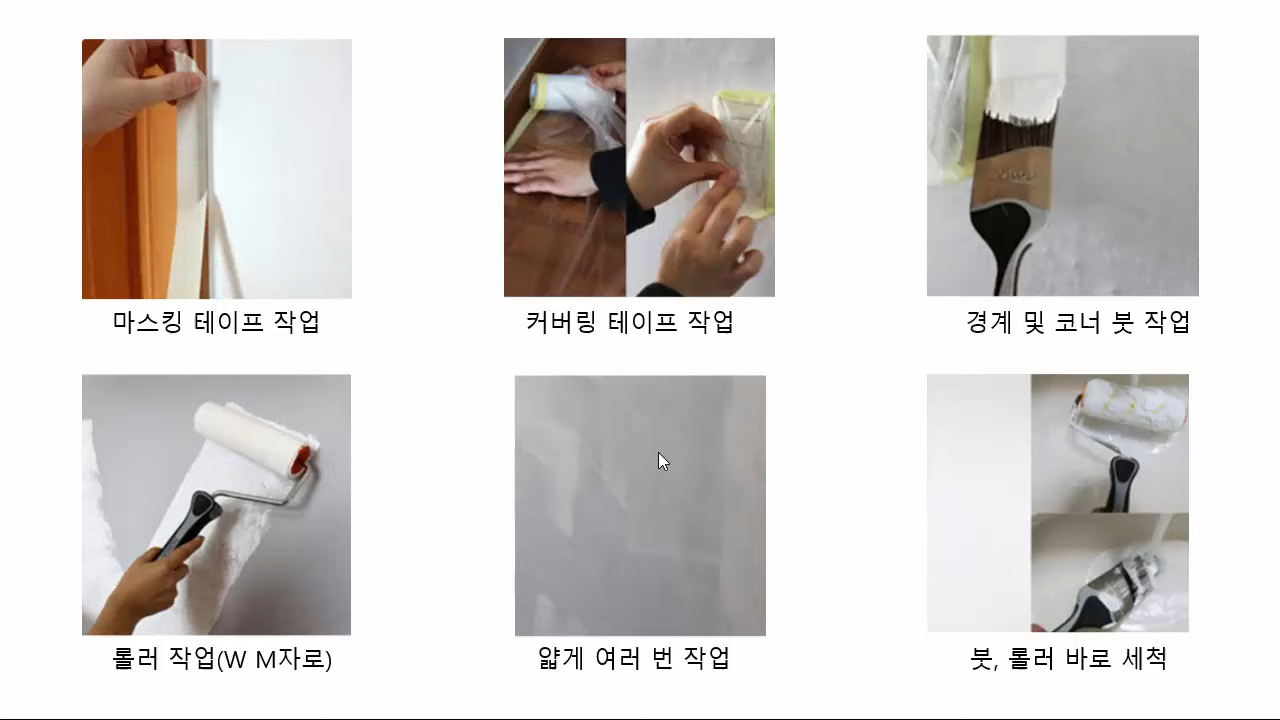 마스킹 테이프 작업
커버링 테이프 작업
경계 및 코너 붓 작업
롤러 작업(W M자로)
얇게 여러 번 작업
붓, 롤러 바로 세척